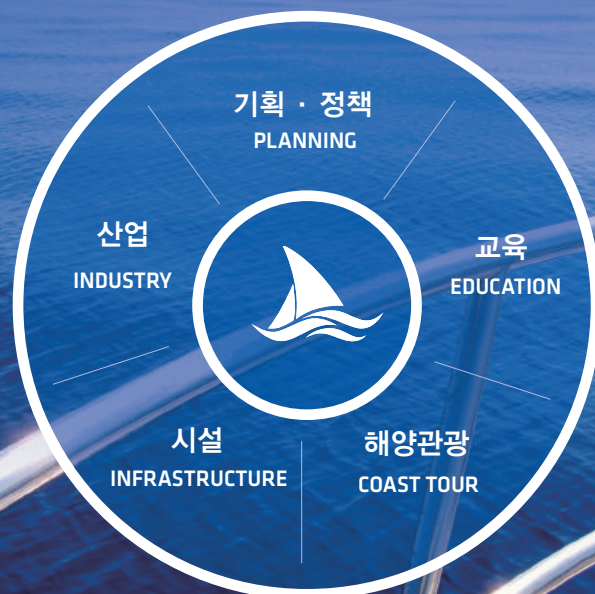 기획 · 정책
PLANNING
산업
INDUSTRY
교육
EDUCATION
시설
INFRASTRUCTURE
해양관광
COAST TOUR